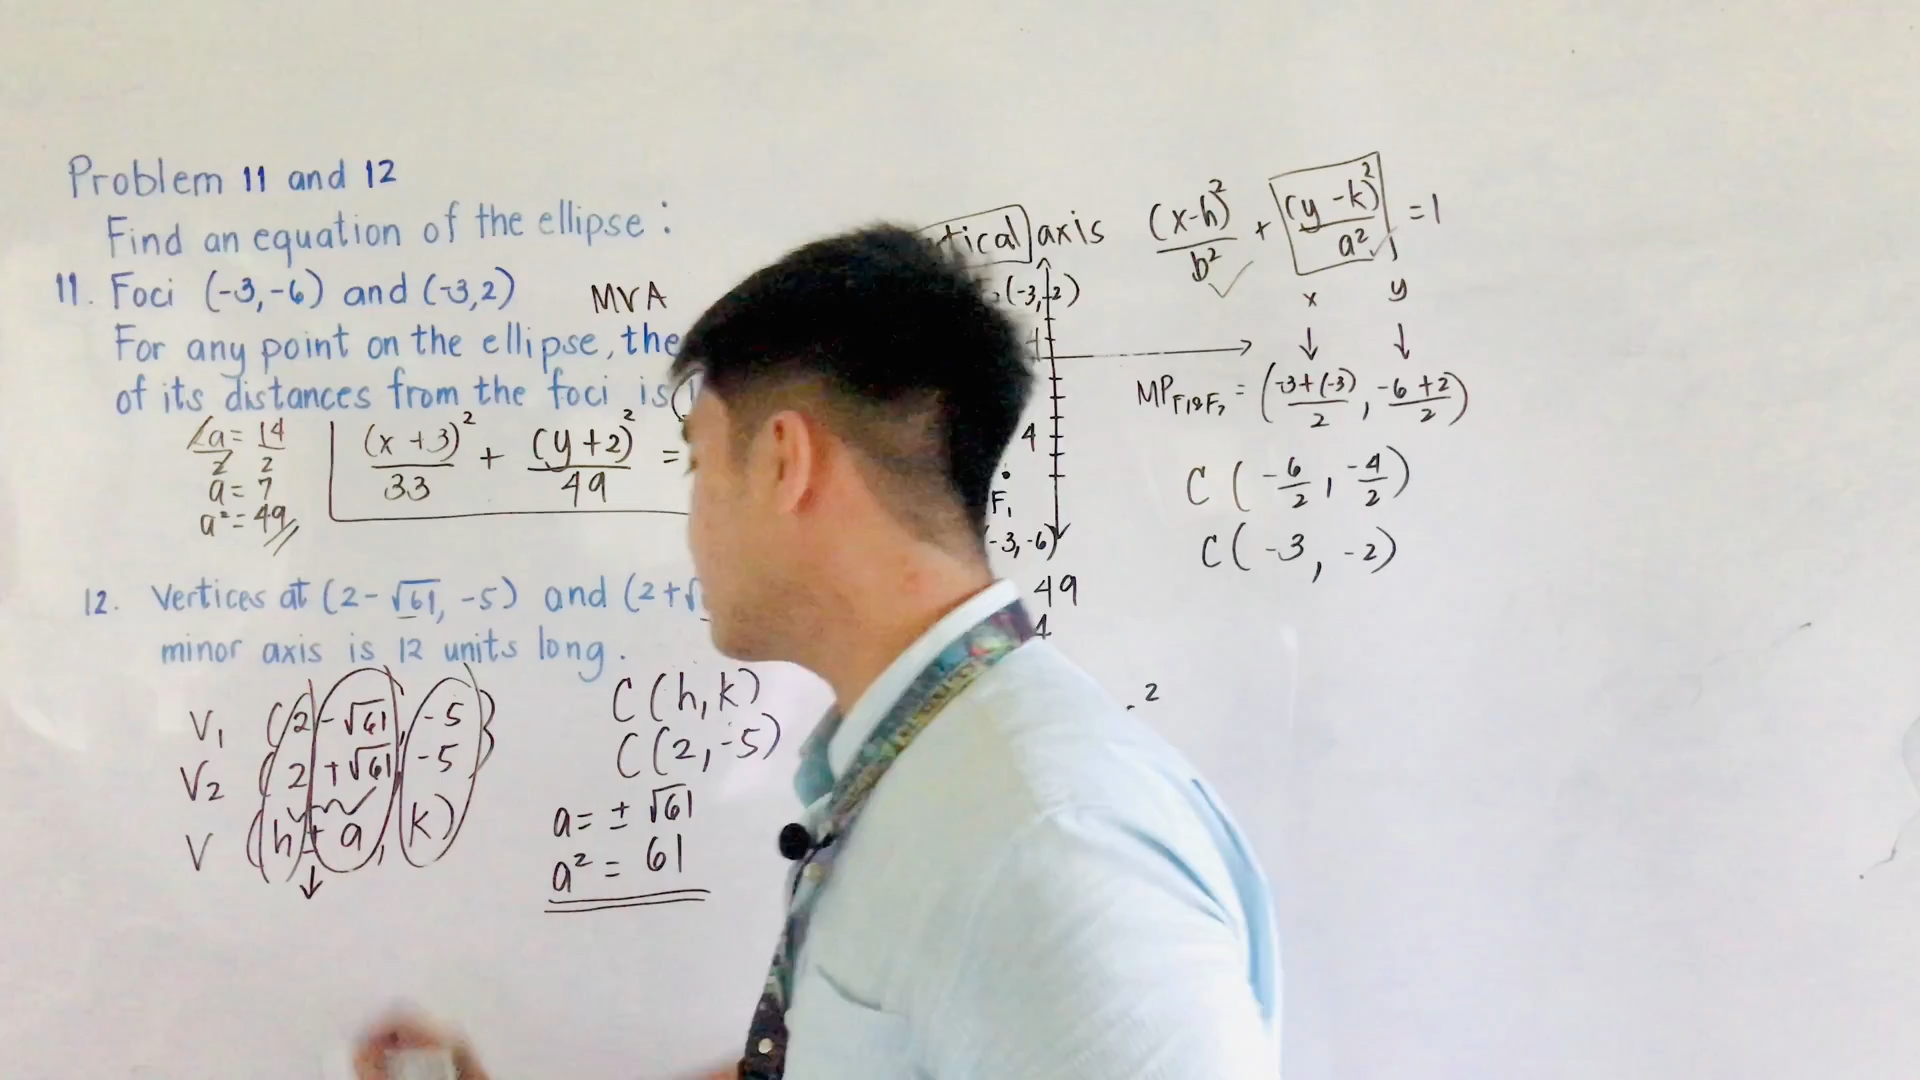 Problem 11 and 12
Find an equation of the ellipse :
11. Foci (-3,-6) and (-3,2) MVA
For any point on the ellipse, the
of its distances from the foci is
2a = 14
2 2
a = 7
a² = 49
(x+3)² + (y+2)² =
33 49
12. Vertices at (2-√61, -5) and (2+√
minor axis is 12 units long.
V₁ (2 - √61, -5)
V₂ (2 + √61, -5)
V (h ± a, k)
C (h, k)
C (2, -5)
a = ± √61
a² = 61
tical axis
(x-h)² + (y-k)² = 1
b² a²
x y
(-3, 2)
MP F₁&F₂ = (-3+(-3), -6+2)
2 2
4
F₁
(-3,-6)
C (-6/2, -4/2)
C (-3, -2)
49
4
2